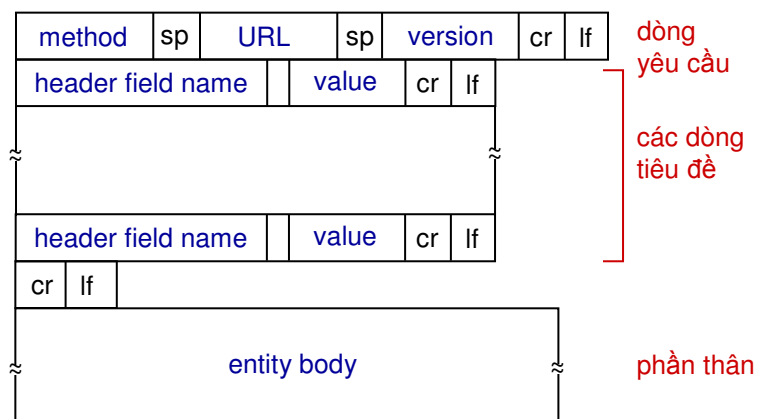 method sp URL sp version cr lf
dòng
yêu cầu
header field name value cr lf
các dòng
tiêu đề
header field name value cr lf
cr lf
entity body
phần thân